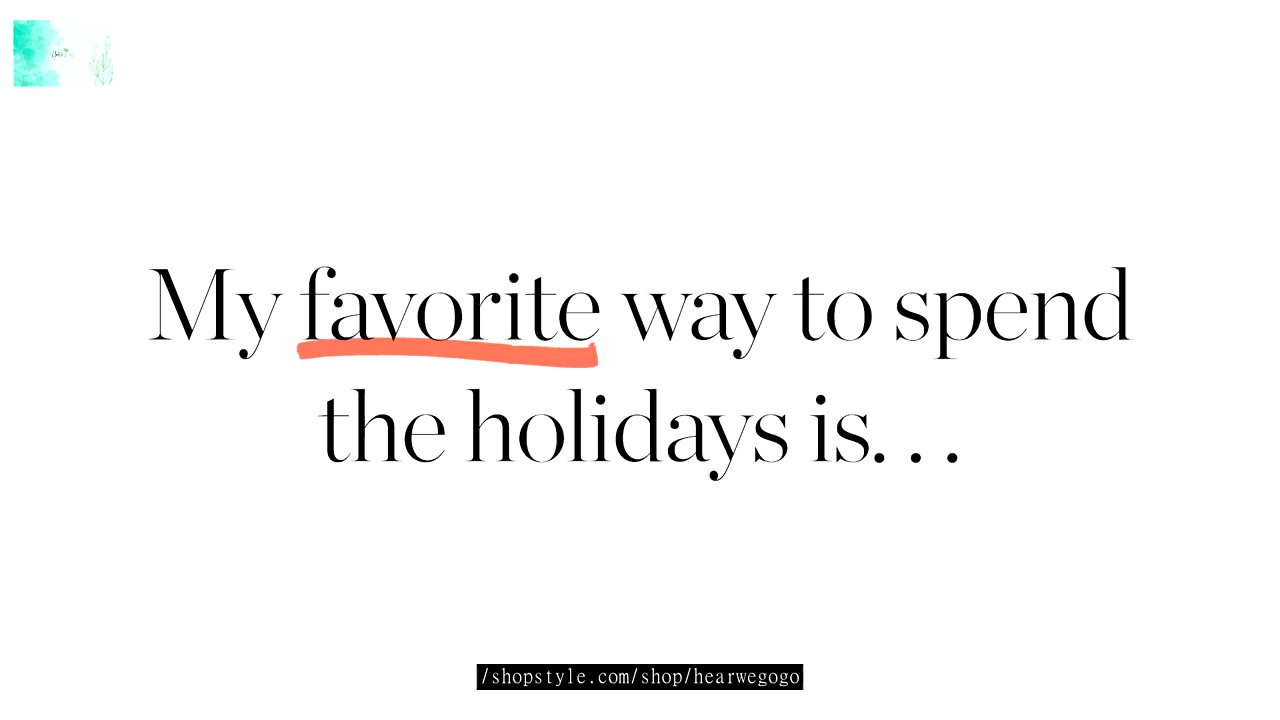 My favorite way to spend
the holidays is...
/shopstyle.com/shop/hearwegogo